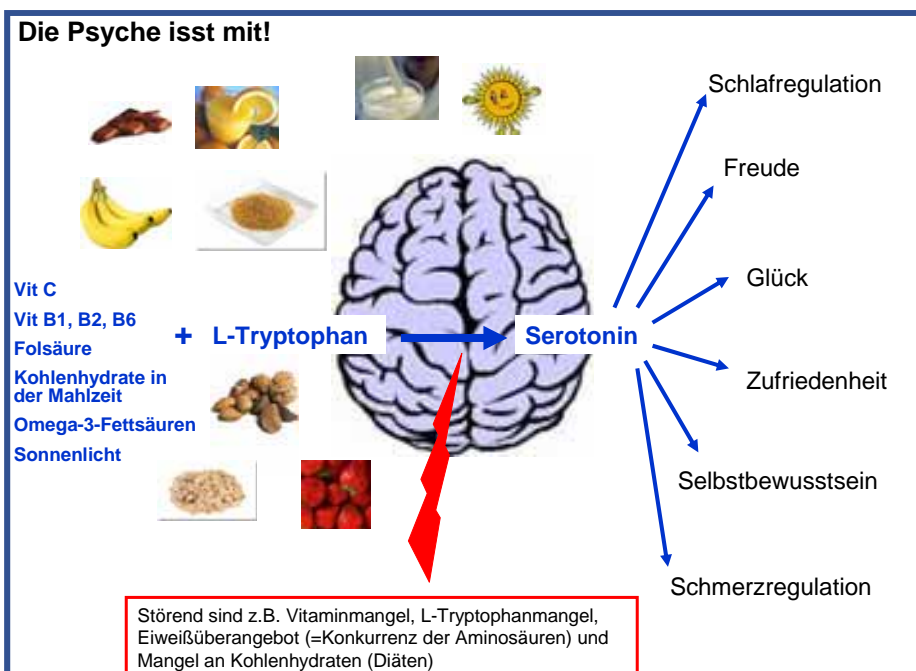 Die Psyche isst mit!
Schlafregulation
Freude
Glück
Vit C
Vit B1, B2, B6
Folsäure
Kohlenhydrate in
der Mahlzeit
Omega-3-Fettsäuren
Sonnenlicht
+ L-Tryptophan
Serotonin
Zufriedenheit
Selbstbewusstsein
Schmerzregulation
Störend sind z.B. Vitaminmangel, L-Tryptophanmangel,
Eiweißüberangebot (=Konkurrenz der Aminosäuren) und
Mangel an Kohlenhydraten (Diäten)